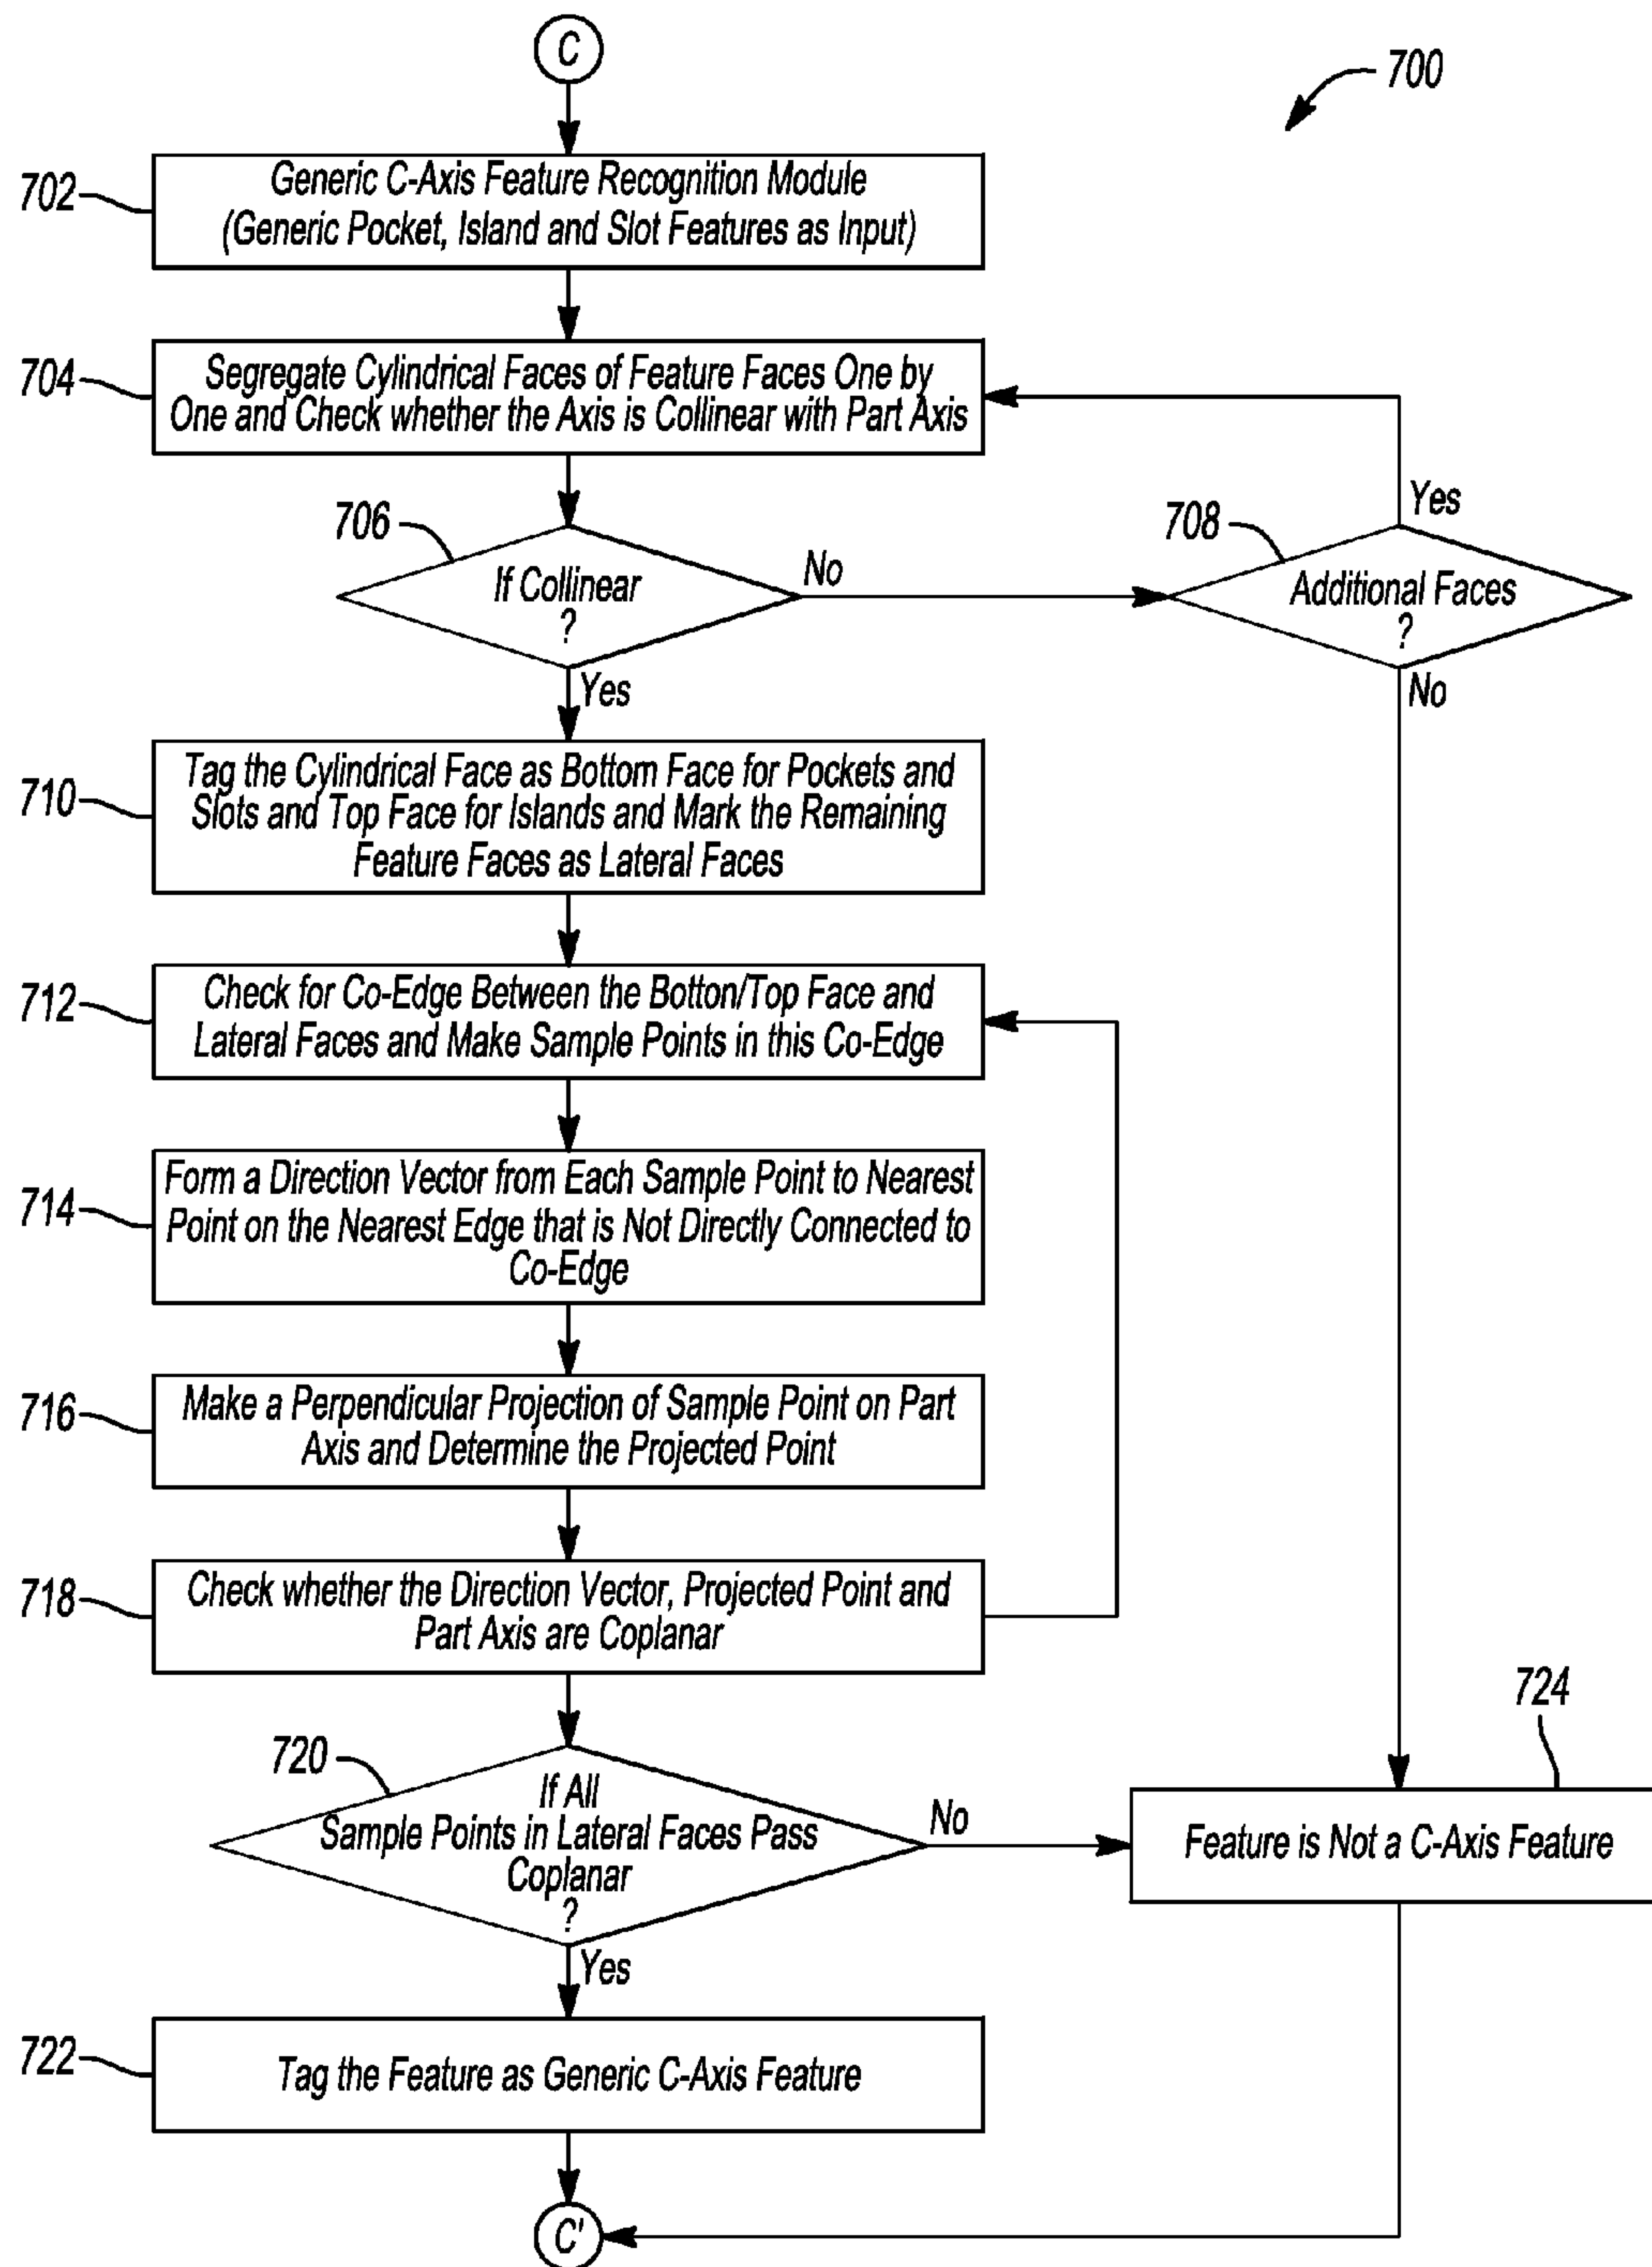 C
700
702
Generic C-Axis Feature Recognition Module
(Generic Pocket, Island and Slot Features as Input)
704
Segregate Cylindrical Faces of Feature Faces One by
One and Check whether the Axis is Collinear with Part Axis
706
If Collinear
?
No
Yes
708
Additional Faces
?
Yes
No
710
Tag the Cylindrical Face as Bottom Face for Pockets and
Slots and Top Face for Islands and Mark the Remaining
Feature Faces as Lateral Faces
712
Check for Co-Edge Between the Botton/Top Face and
Lateral Faces and Make Sample Points in this Co-Edge
714
Form a Direction Vector from Each Sample Point to Nearest
Point on the Nearest Edge that is Not Directly Connected to
Co-Edge
716
Make a Perpendicular Projection of Sample Point on Part
Axis and Determine the Projected Point
718
Check whether the Direction Vector, Projected Point and
Part Axis are Coplanar
720
If All
Sample Points in Lateral Faces Pass
Coplanar
?
No
Yes
724
Feature is Not a C-Axis Feature
722
Tag the Feature as Generic C-Axis Feature
C'